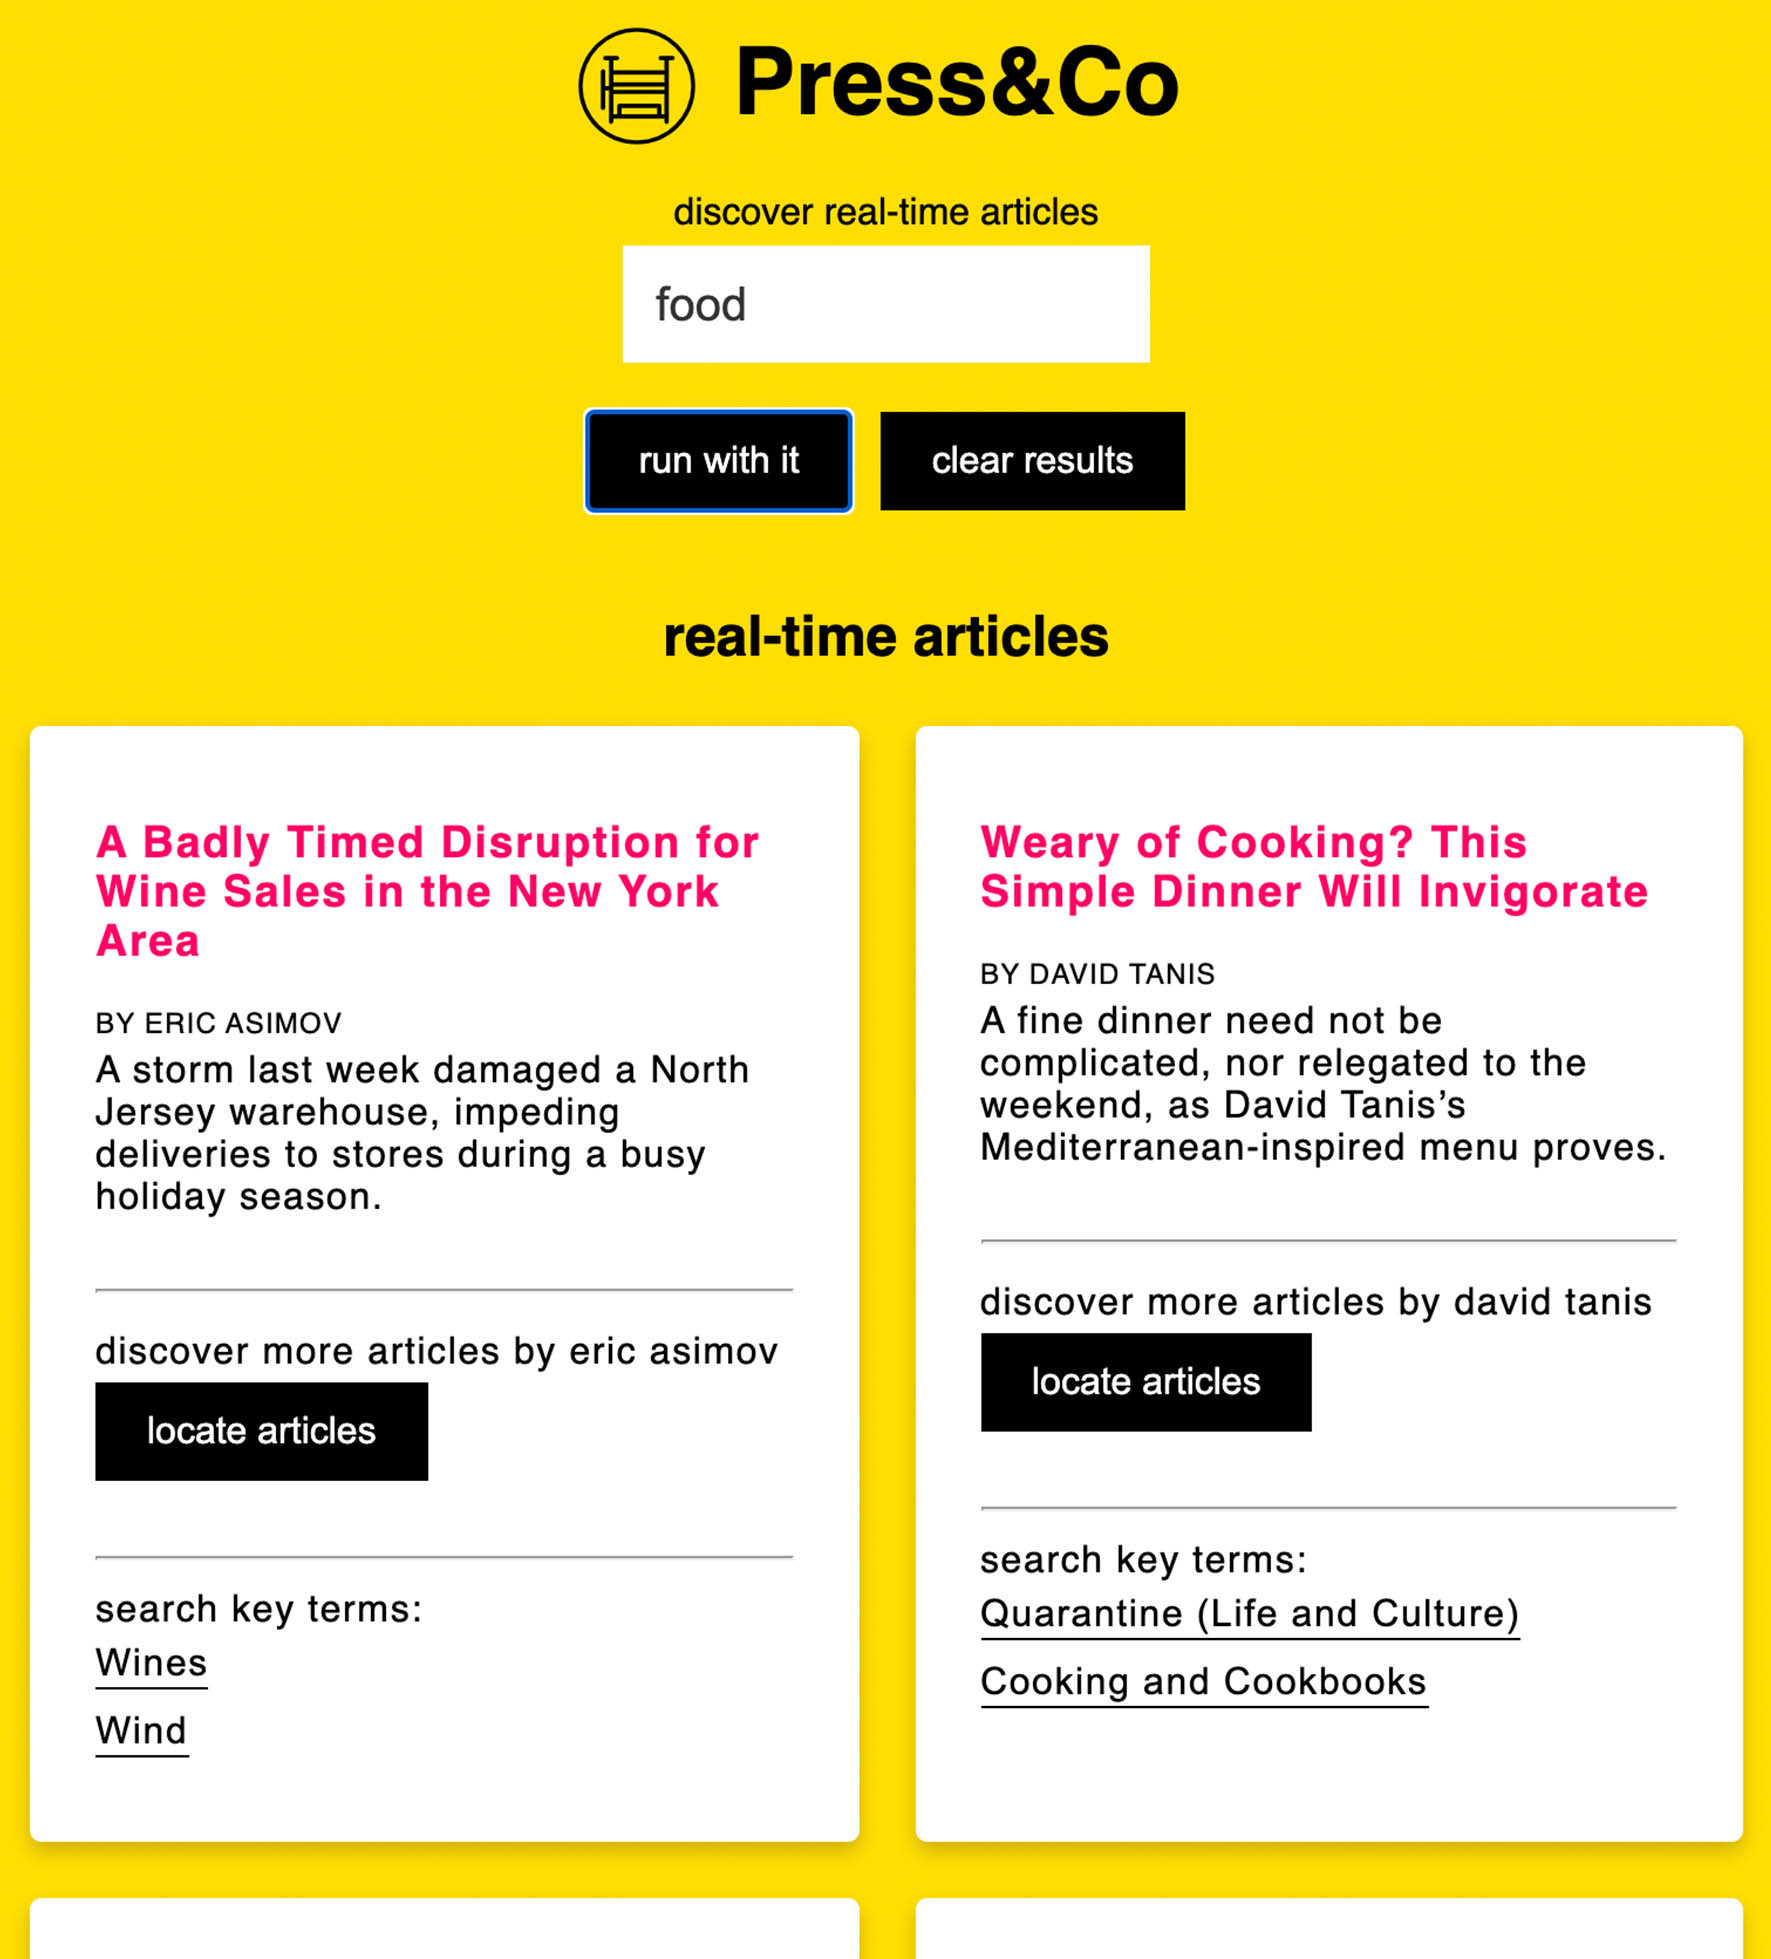 Press&Co
discover real-time articles
food
run with it
clear results
real-time articles
A Badly Timed Disruption for
Wine Sales in the New York
Area
BY ERIC ASIMOV
A storm last week damaged a North
Jersey warehouse, impeding
deliveries to stores during a busy
holiday season.
discover more articles by eric asimov
locate articles
search key terms:
Wines
Wind
Weary of Cooking? This
Simple Dinner Will Invigorate
BY DAVID TANIS
A fine dinner need not be
complicated, nor relegated to the
weekend, as David Tanis’s
Mediterranean-inspired menu proves.
discover more articles by david tanis
locate articles
search key terms:
Quarantine (Life and Culture)
Cooking and Cookbooks